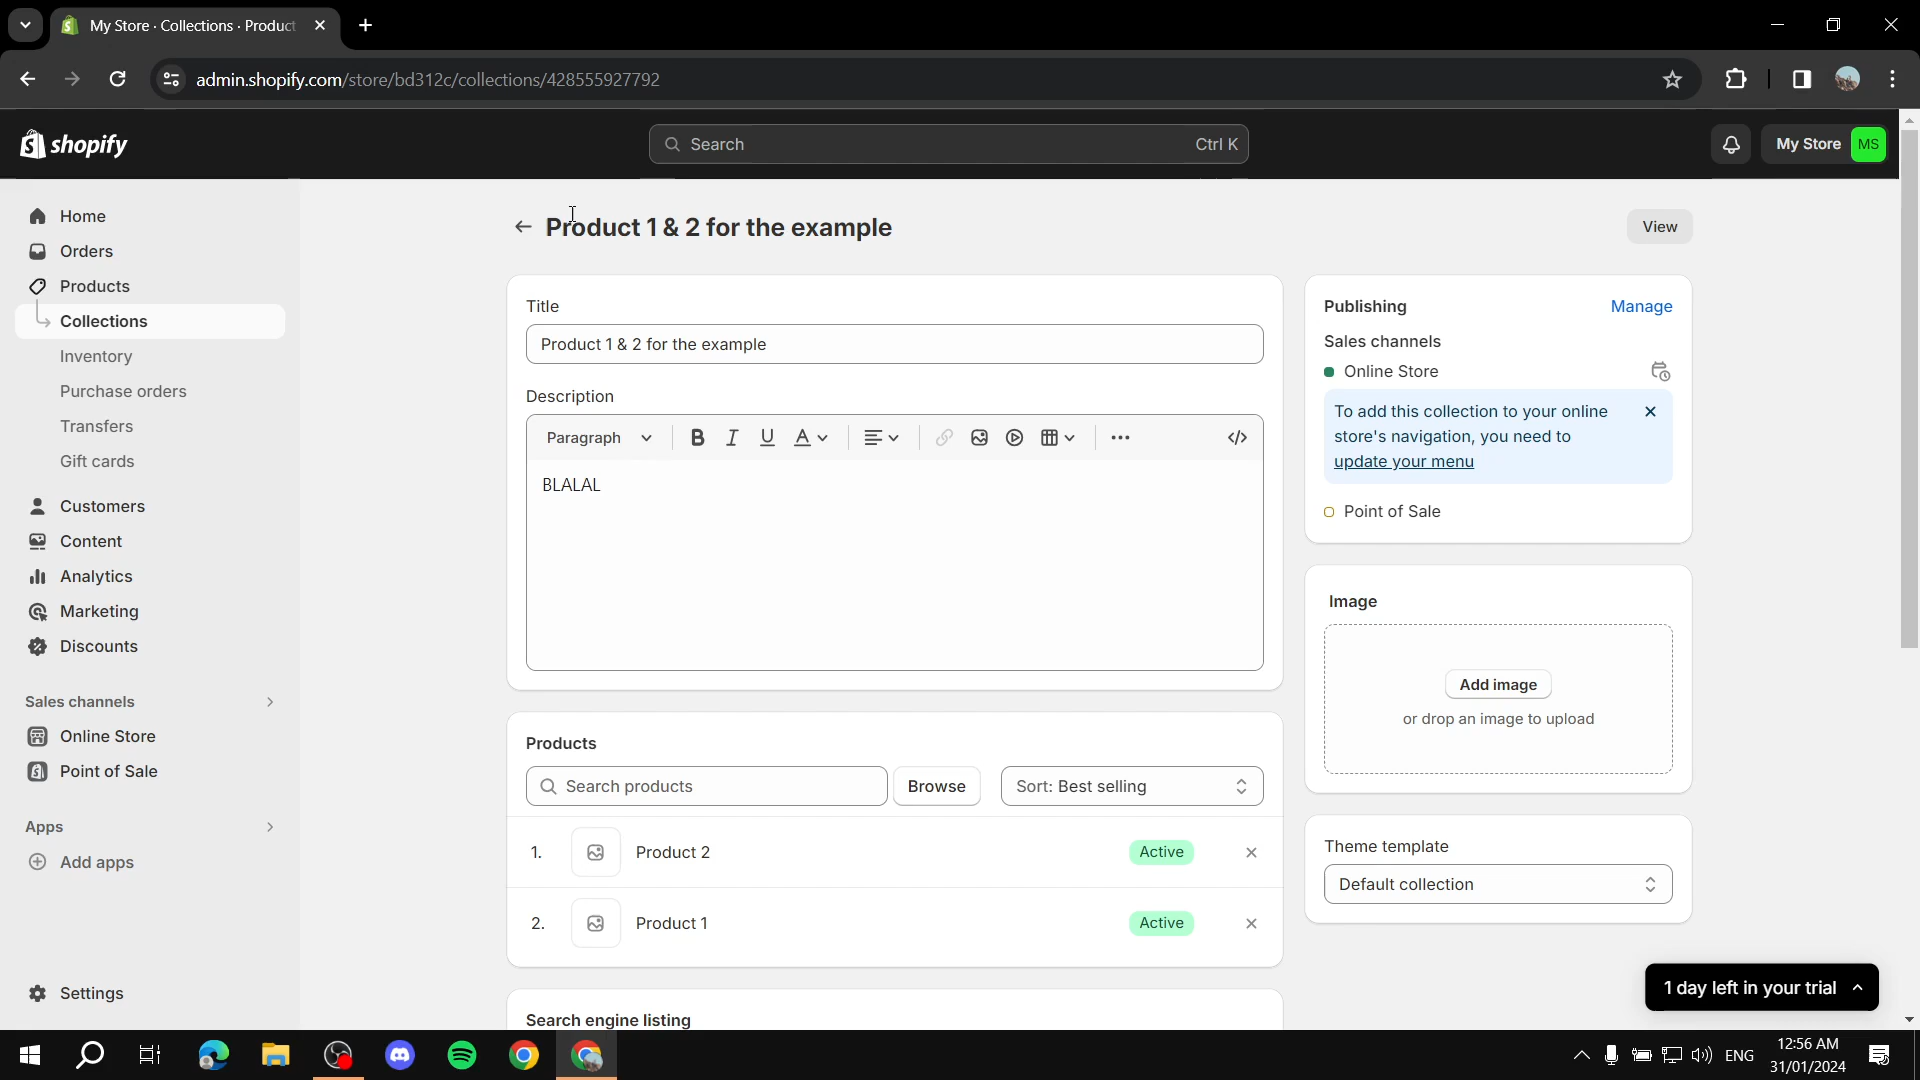 My Store · Collections · Product
admin.shopify.com/store/bd312c/collections/428555927792
shopify
Search
Ctrl K
My Store
MS
Home
Orders
Products
Collections
Inventory
Purchase orders
Transfers
Gift cards
Customers
Content
Analytics
Marketing
Discounts
Sales channels
Online Store
Point of Sale
Apps
Add apps
Settings
Product 1 & 2 for the example
View
Title
Product 1 & 2 for the example
Description
Paragraph
B I U A
BLALAL
Products
Search products
Browse
Sort: Best selling
1.
Product 2
Active
2.
Product 1
Active
Search engine listing
Publishing
Manage
Sales channels
Online Store
To add this collection to your online
store's navigation, you need to
update your menu
Point of Sale
Image
Add image
or drop an image to upload
Theme template
Default collection
1 day left in your trial
ENG
12:56 AM
31/01/2024